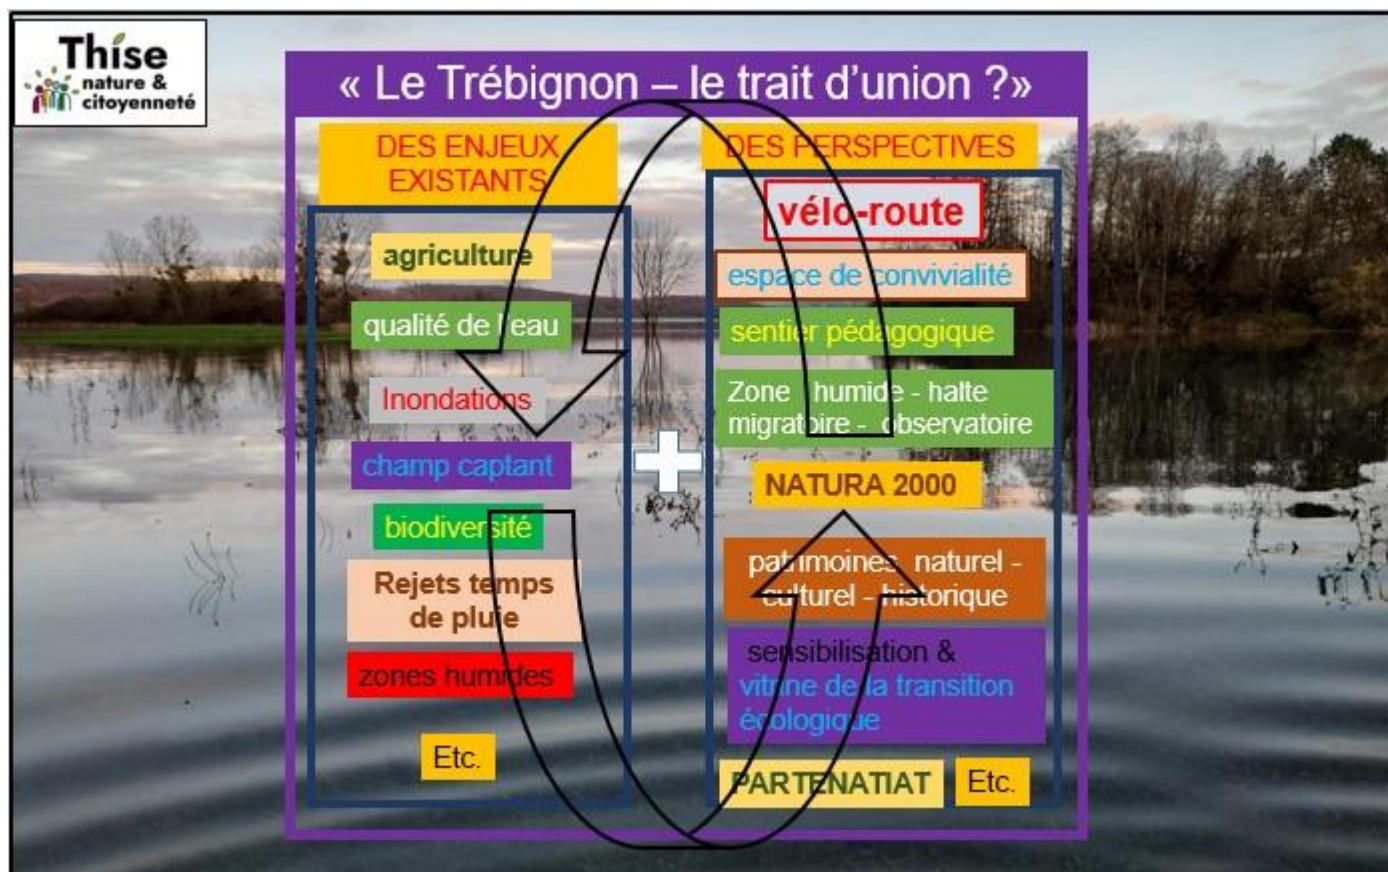 Thise
nature &
citoyenneté
« Le Trébignon – le trait d'union ?»
DES ENJEUX
EXISTANTS
agriculture
qualité de l'eau
Inondations
champ captant
biodiversité
Rejets temps
de pluie
zones humides
Etc.
DES PERSPECTIVES
vélo-route
espace de convivialité
sentier pédagogique
Zone humide - halte
migratoire - observatoire
NATURA 2000
patrimoines naturel -
culturel - historique
sensibilisation &
vitrine de la transition
écologique
PARTENATIAT
Etc.